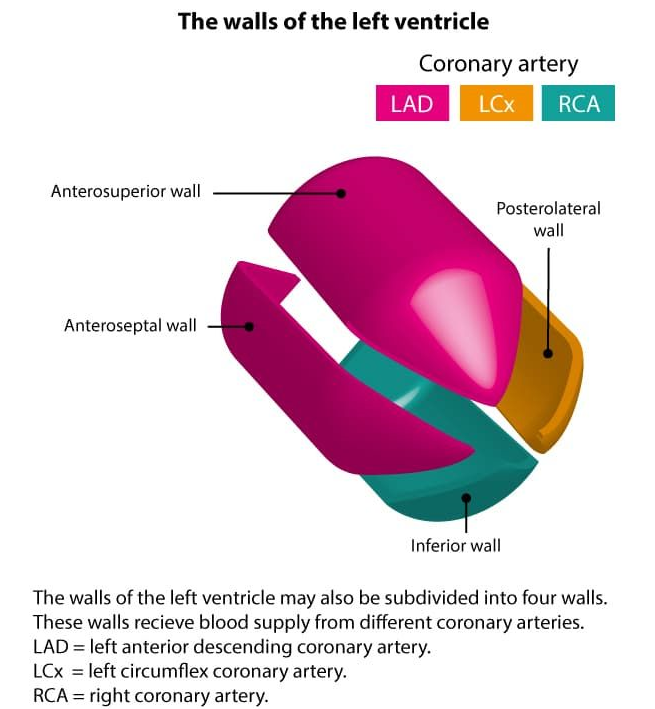 The walls of the left ventricle
Coronary artery
LAD LCx RCA
Anterosuperior wall
Posterolateral
wall
Anteroseptal wall
Inferior wall
The walls of the left ventricle may also be subdivided into four walls.
These walls recieve blood supply from different coronary arteries.
LAD = left anterior descending coronary artery.
LCx = left circumflex coronary artery.
RCA = right coronary artery.